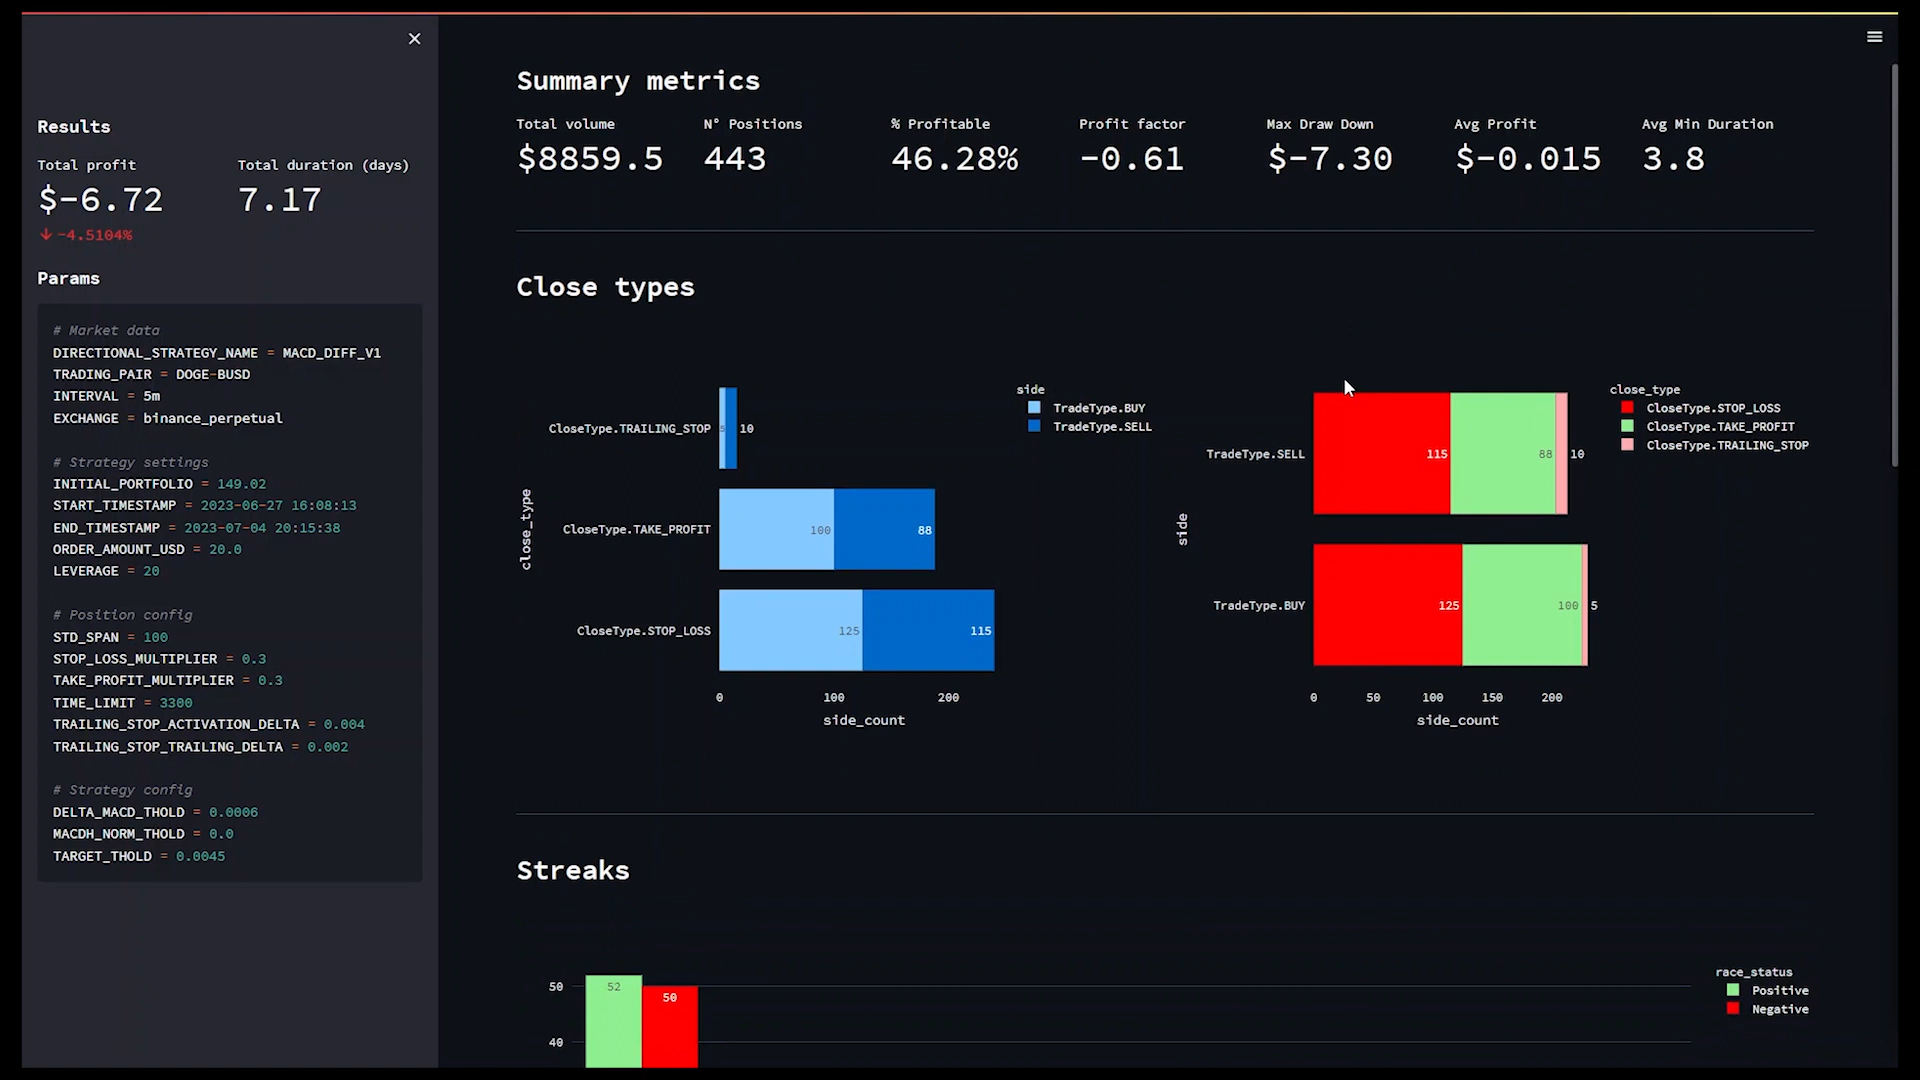 Results
Total profit
Total duration (days)
$-6.72
7.17
↓ -4.5104%
Params
# Market data
DIRECTIONAL_STRATEGY_NAME = MACD_DIFF_V1
TRADING_PAIR = DOGE-BUSD
INTERVAL = 5m
EXCHANGE = binance_perpetual
# Strategy settings
INITIAL_PORTFOLIO = 149.02
START_TIMESTAMP = 2023-06-27 16:08:13
END_TIMESTAMP = 2023-07-04 20:15:38
ORDER_AMOUNT_USD = 20.0
LEVERAGE = 20
# Position config
STD_SPAN = 100
STOP_LOSS_MULTIPLIER = 0.3
TAKE_PROFIT_MULTIPLIER = 0.3
TIME_LIMIT = 3300
TRAILING_STOP_ACTIVATION_DELTA = 0.004
TRAILING_STOP_TRAILING_DELTA = 0.002
# Strategy config
DELTA_MACD_THOLD = 0.0006
MACDH_NORM_THOLD = 0.0
TARGET_THOLD = 0.0045
Summary metrics
Total volume
N° Positions
% Profitable
Profit factor
Max Draw Down
Avg Profit
Avg Min Duration
$8859.5
443
46.28%
-0.61
$-7.30
$-0.015
3.8
Close types
side
TradeType.BUY
TradeType.SELL
CloseType.TRAILING_STOP
5
10
CloseType.TAKE_PROFIT
100
88
CloseType.STOP_LOSS
125
115
close_type
0
100
200
side_count
close_type
CloseType.STOP_LOSS
CloseType.TAKE_PROFIT
CloseType.TRAILING_STOP
TradeType.SELL
115
88
10
TradeType.BUY
125
100
5
side
0
50
100
150
200
side_count
Streaks
race_status
Positive
Negative
50
52
50
40